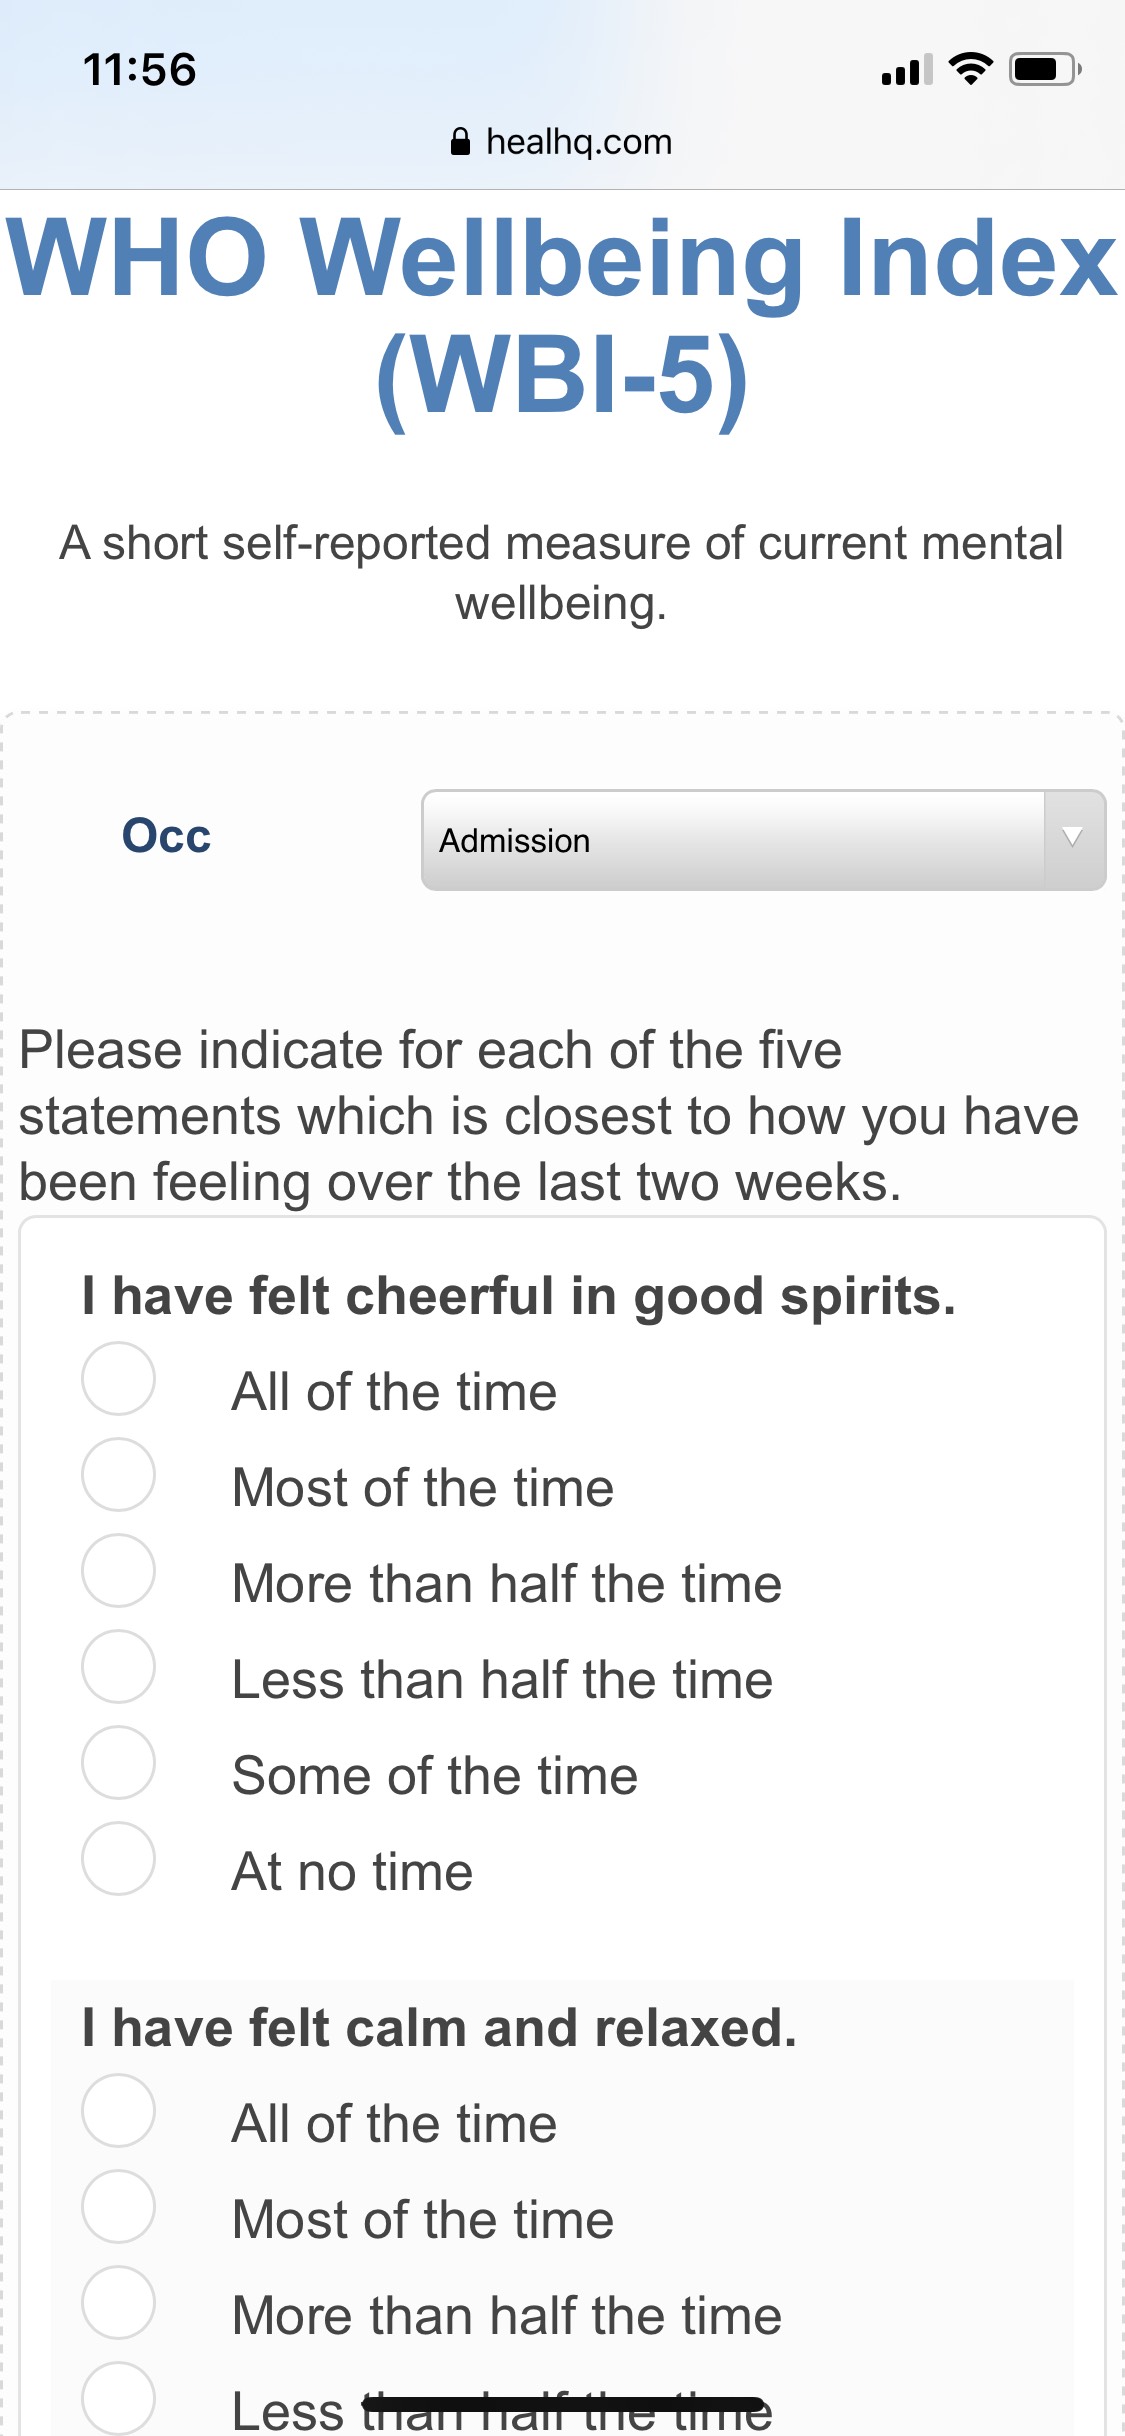 11:56
healhq.com
WHO Wellbeing Index
(WBI-5)
A short self-reported measure of current mental
wellbeing.
Occ
Admission
Please indicate for each of the five
statements which is closest to how you have
been feeling over the last two weeks.
I have felt cheerful in good spirits.
All of the time
Most of the time
More than half the time
Less than half the time
Some of the time
At no time
I have felt calm and relaxed.
All of the time
Most of the time
More than half the time
Less than half the time